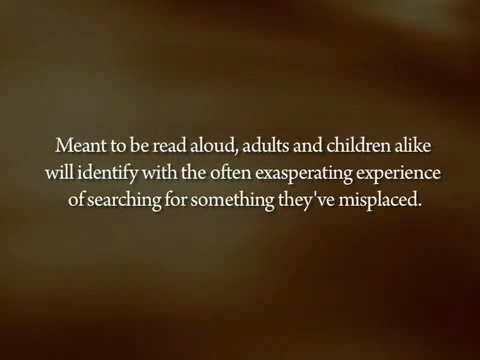 Meant to be read aloud, adults and children alike
will identify with the often exasperating experience
of searching for something they've misplaced.